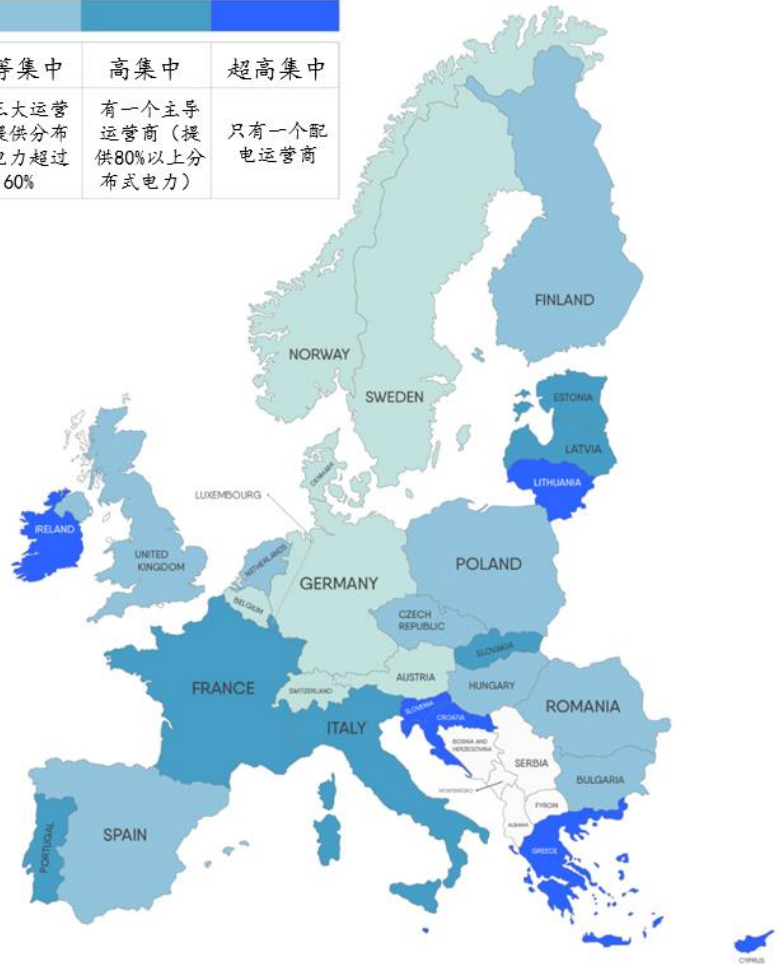 等集中 高集中 超高集中
三大运营 有一个主导
提供分布 运营商（提 只有一个配
电力超过 供80%以上分 电运营商
60% 布式电力）
FINLAND
NORWAY
SWEDEN
ESTONIA
LATVIA
LITHUANIA
DENMARK
LUXEMBOURG
IRELAND
UNITED
KINGDOM
NITHERLANDS
BELGIUM
GERMANY
POLAND
CZECH
REPUBLIC
SLOVAKIA
AUSTRIA
SWITZERLAND
HUNGARY
FRANCE
ITALY
SLOVENIA
CROATIA
ROMANIA
BOSNIA AND
HERZEGOVINA
SERBIA
MONTENEGRO
BULGARIA
FYROM
ALBANIA
SPAIN
PORTUGAL
GREECE
CYPRUS